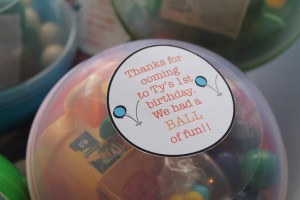 Thanks for
coming
to Ty's 1st
birthday.
We had a
BALL
of fun!!